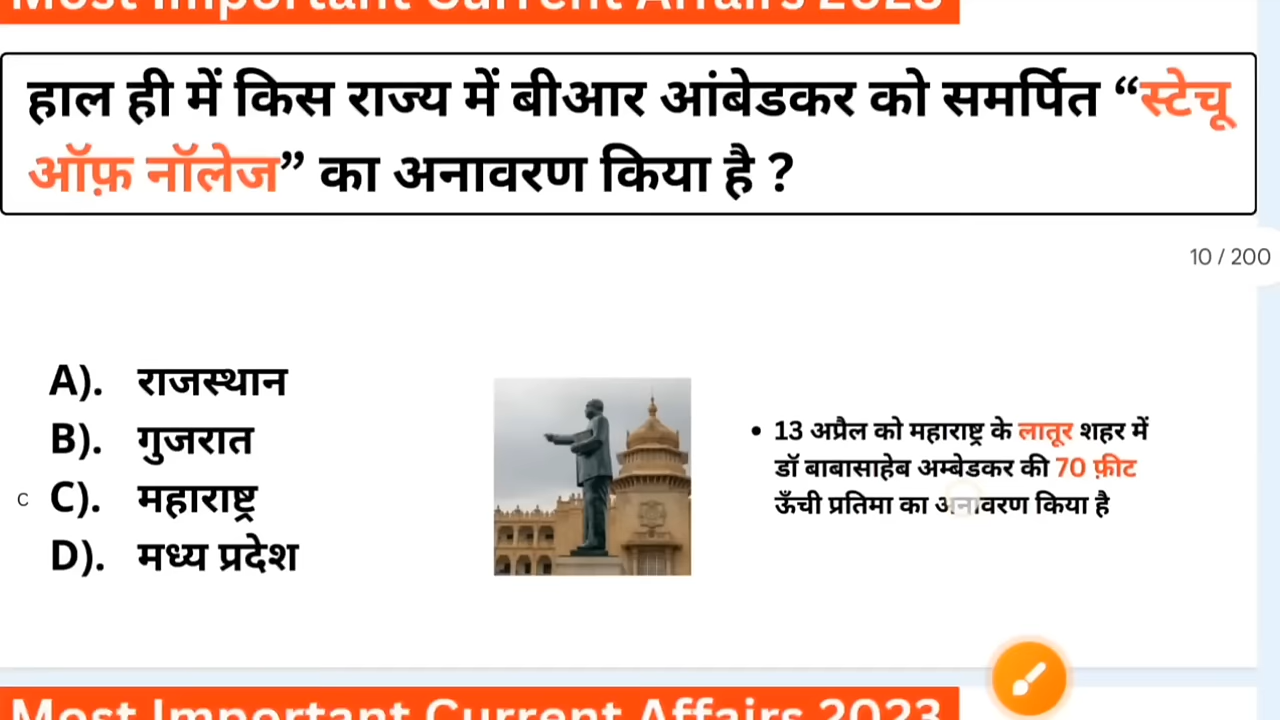 Most Important Current Affairs 2023
हाल ही में किस राज्य में बीआर आंबेडकर को समर्पित “स्टेचू
ऑफ़ नॉलेज” का अनावरण किया है ?
10 / 200
A). राजस्थान
B). गुजरात
C C). महाराष्ट्र
D). मध्य प्रदेश
• 13 अप्रैल को महाराष्ट्र के लातूर शहर में
डॉ बाबासाहेब अम्बेडकर की 70 फ़ीट
ऊँची प्रतिमा का अनावरण किया है
Most Important Current Affairs 2023